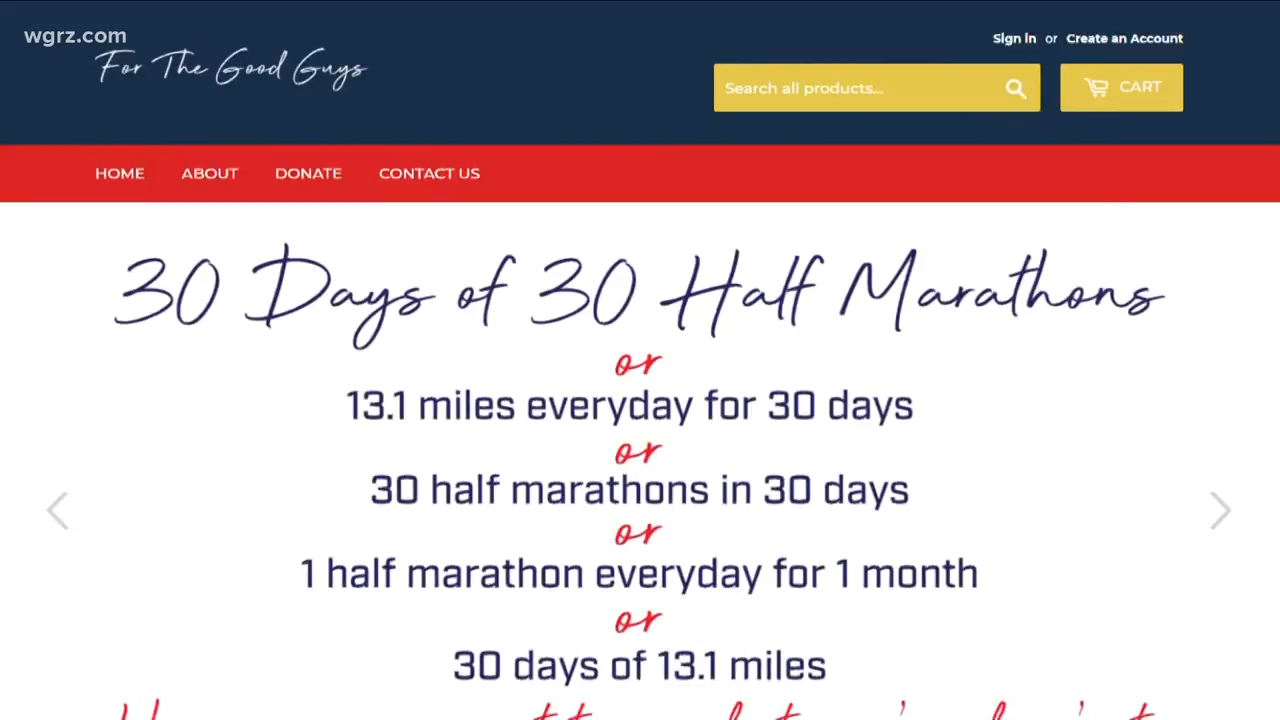 wgrz.com
For The Good Guys
Sign in or Create an Account
Search all products...
CART
HOME ABOUT DONATE CONTACT US
30 Days of 30 Half Marathons
or
13.1 miles everyday for 30 days
or
30 half marathons in 30 days
or
1 half marathon everyday for 1 month
or
30 days of 13.1 miles